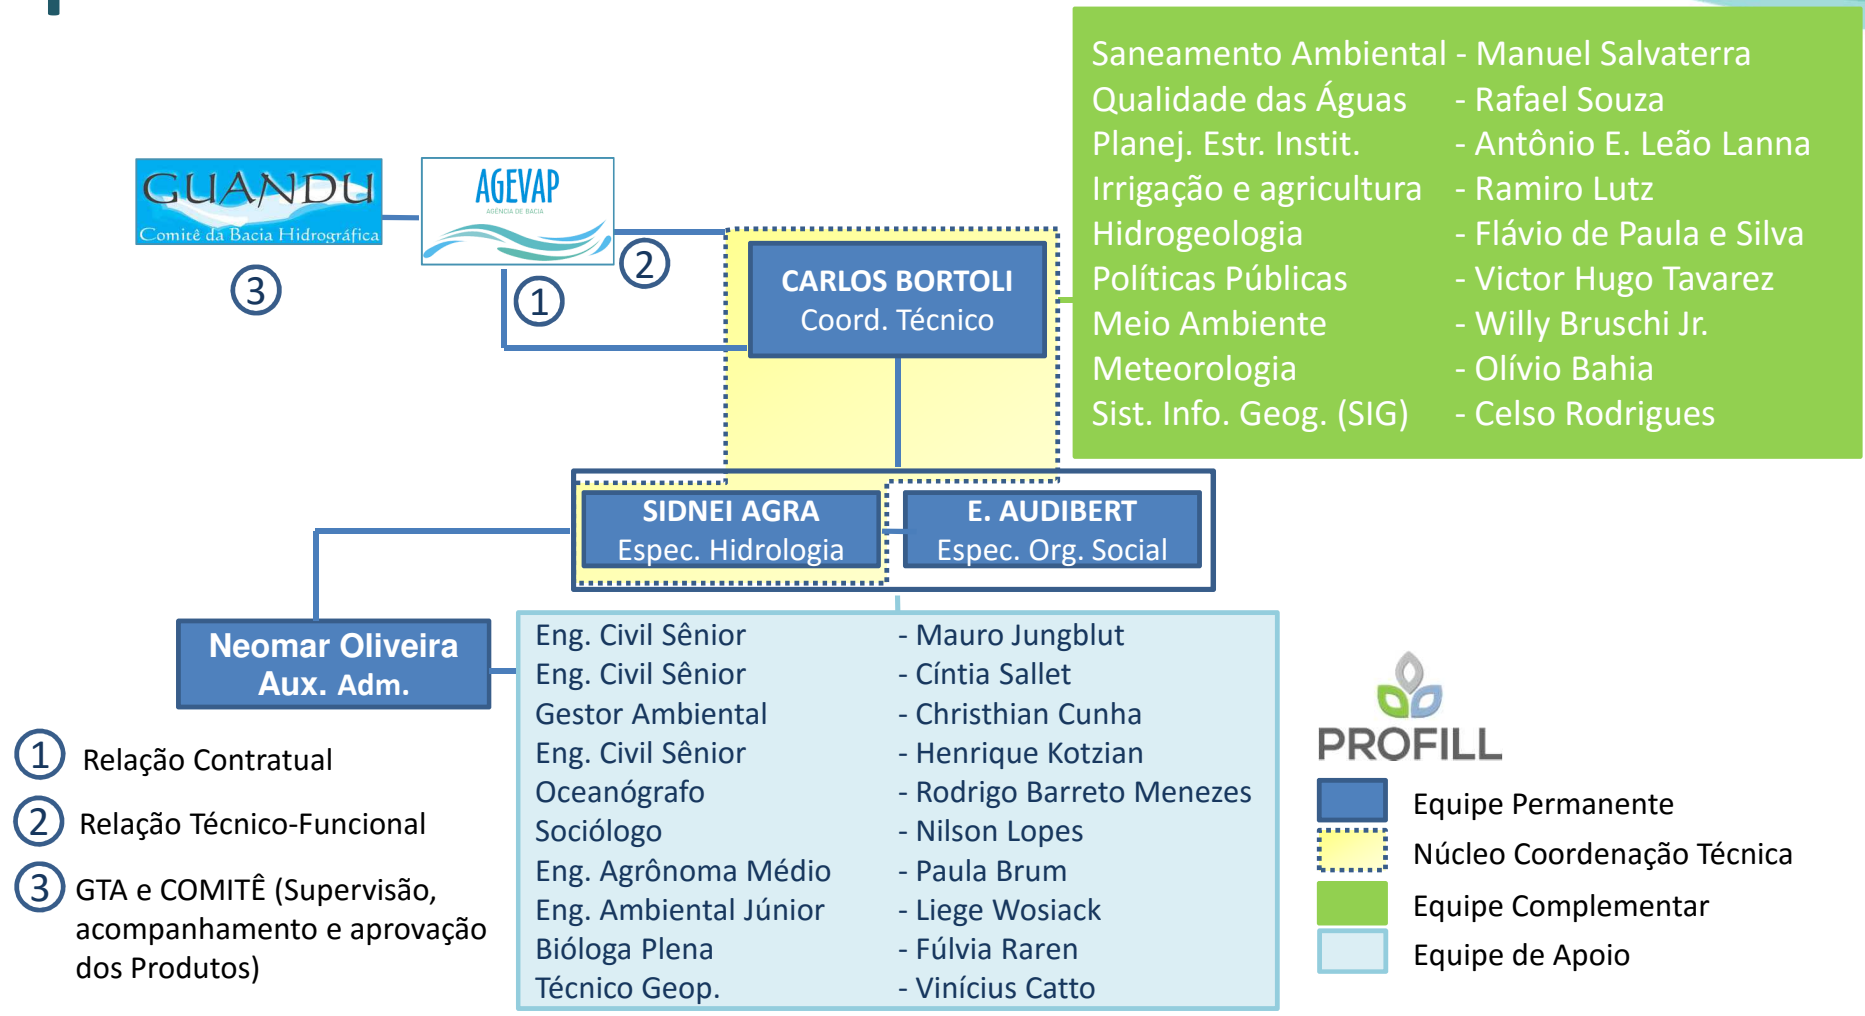 GUANDU
Comitê da Bacia Hidrográfica
3
AGEVAP
AGÊNCIA DE BACIA
1
2
CARLOS BORTOLI
Coord. Técnico
Saneamento Ambiental - Manuel Salvaterra
Qualidade das Águas - Rafael Souza
Planej. Estr. Instit. - Antônio E. Leão Lanna
Irrigação e agricultura - Ramiro Lutz
Hidrogeologia - Flávio de Paula e Silva
Políticas Públicas - Victor Hugo Tavarez
Meio Ambiente - Willy Bruschi Jr.
Meteorologia - Olívio Bahia
Sist. Info. Geog. (SIG) - Celso Rodrigues
SIDNEI AGRA
Espec. Hidrologia
E. AUDIBERT
Espec. Org. Social
Neomar Oliveira
Aux. Adm.
Eng. Civil Sênior - Mauro Jungblut
Eng. Civil Sênior - Cíntia Sallet
Gestor Ambiental - Christhian Cunha
Eng. Civil Sênior - Henrique Kotzian
Oceanógrafo - Rodrigo Barreto Menezes
Sociólogo - Nilson Lopes
Eng. Agrônoma Médio - Paula Brum
Eng. Ambiental Júnior - Liege Wosiack
Bióloga Plena - Fúlvia Raren
Técnico Geop. - Vinícius Catto
1 Relação Contratual
2 Relação Técnico-Funcional
3 GTA e COMITÊ (Supervisão,
acompanhamento e aprovação
dos Produtos)
PROFILL
Equipe Permanente
Núcleo Coordenação Técnica
Equipe Complementar
Equipe de Apoio